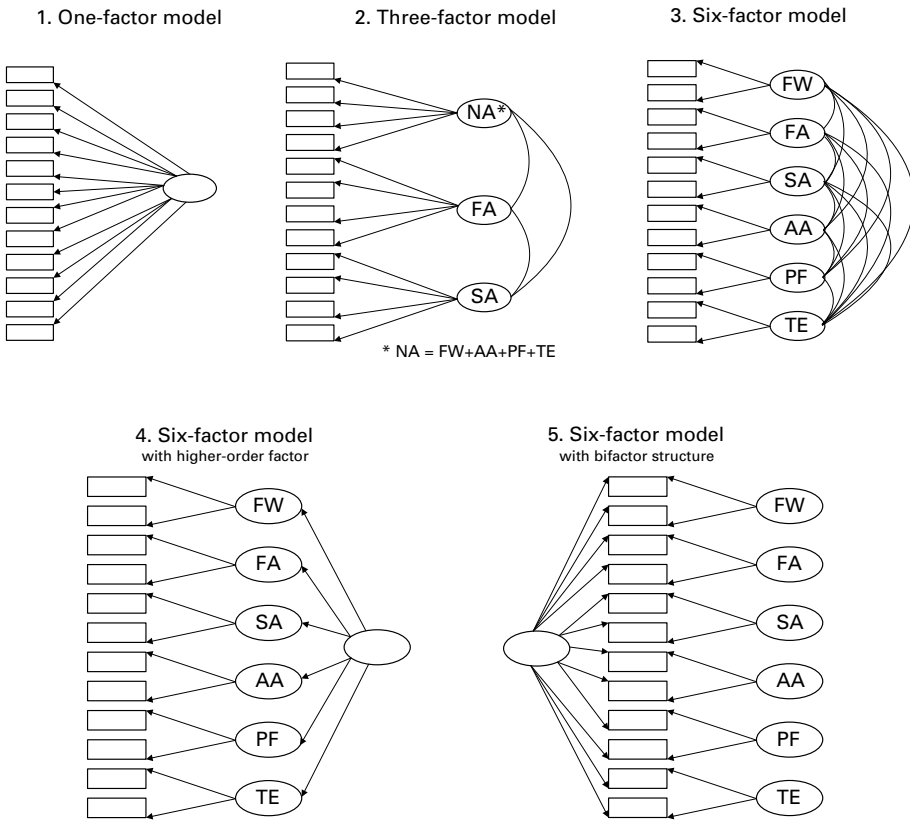 1. One-factor model
2. Three-factor model
3. Six-factor model
NA*
FA
SA
* NA = FW+AA+PF+TE
FW
FA
SA
AA
PF
TE
4. Six-factor model
with higher-order factor
FW
FA
SA
AA
PF
TE
5. Six-factor model
with bifactor structure
FW
FA
SA
AA
PF
TE